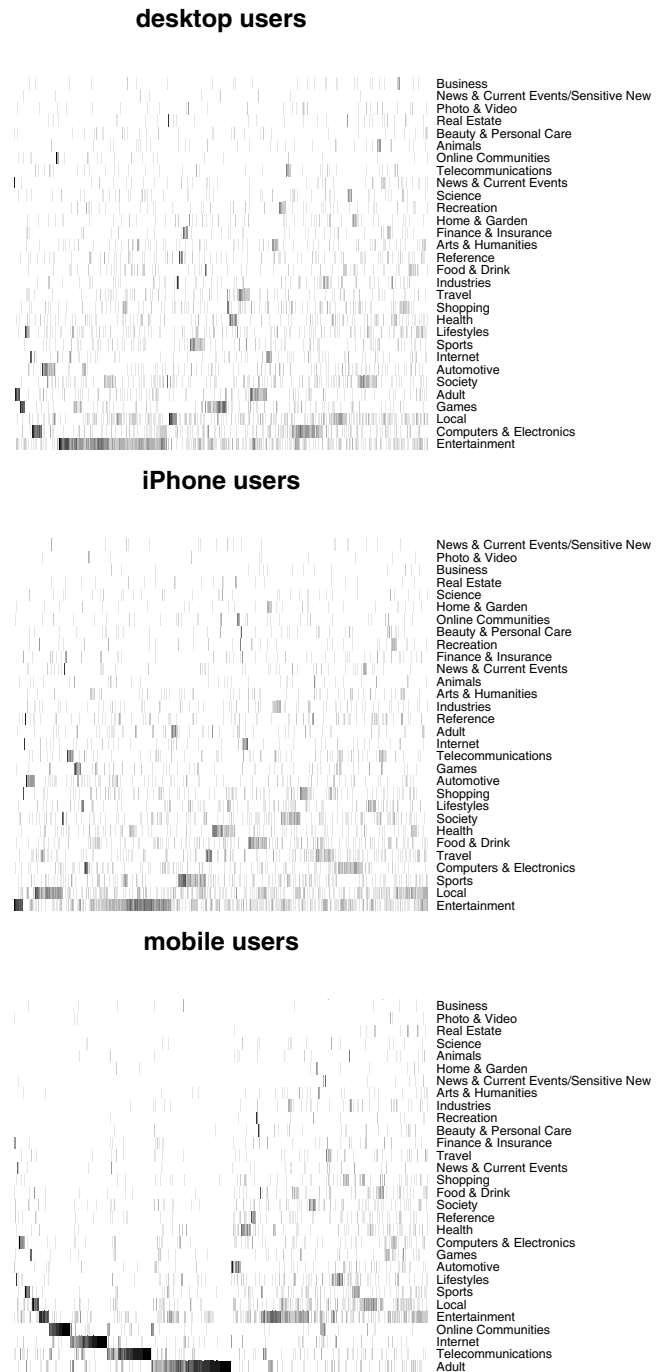 desktop users
Business
News & Current Events/Sensitive New
Photo & Video
Real Estate
Beauty & Personal Care
Animals
Online Communities
Telecommunications
News & Current Events
Science
Recreation
Home & Garden
Finance & Insurance
Arts & Humanities
Reference
Food & Drink
Industries
Travel
Shopping
Health
Lifestyles
Sports
Internet
Automotive
Society
Adult
Games
Local
Computers & Electronics
Entertainment
iPhone users
News & Current Events/Sensitive New
Photo & Video
Business
Real Estate
Science
Home & Garden
Online Communities
Beauty & Personal Care
Recreation
Finance & Insurance
News & Current Events
Animals
Arts & Humanities
Industries
Reference
Adult
Internet
Telecommunications
Games
Automotive
Shopping
Lifestyles
Society
Health
Food & Drink
Travel
Computers & Electronics
Sports
Local
Entertainment
mobile users
Business
Photo & Video
Real Estate
Science
Animals
Home & Garden
News & Current Events/Sensitive New
Arts & Humanities
Industries
Recreation
Beauty & Personal Care
Finance & Insurance
Travel
News & Current Events
Shopping
Food & Drink
Society
Reference
Health
Computers & Electronics
Games
Automotive
Lifestyles
Sports
Local
Entertainment
Online Communities
Internet
Telecommunications
Adult